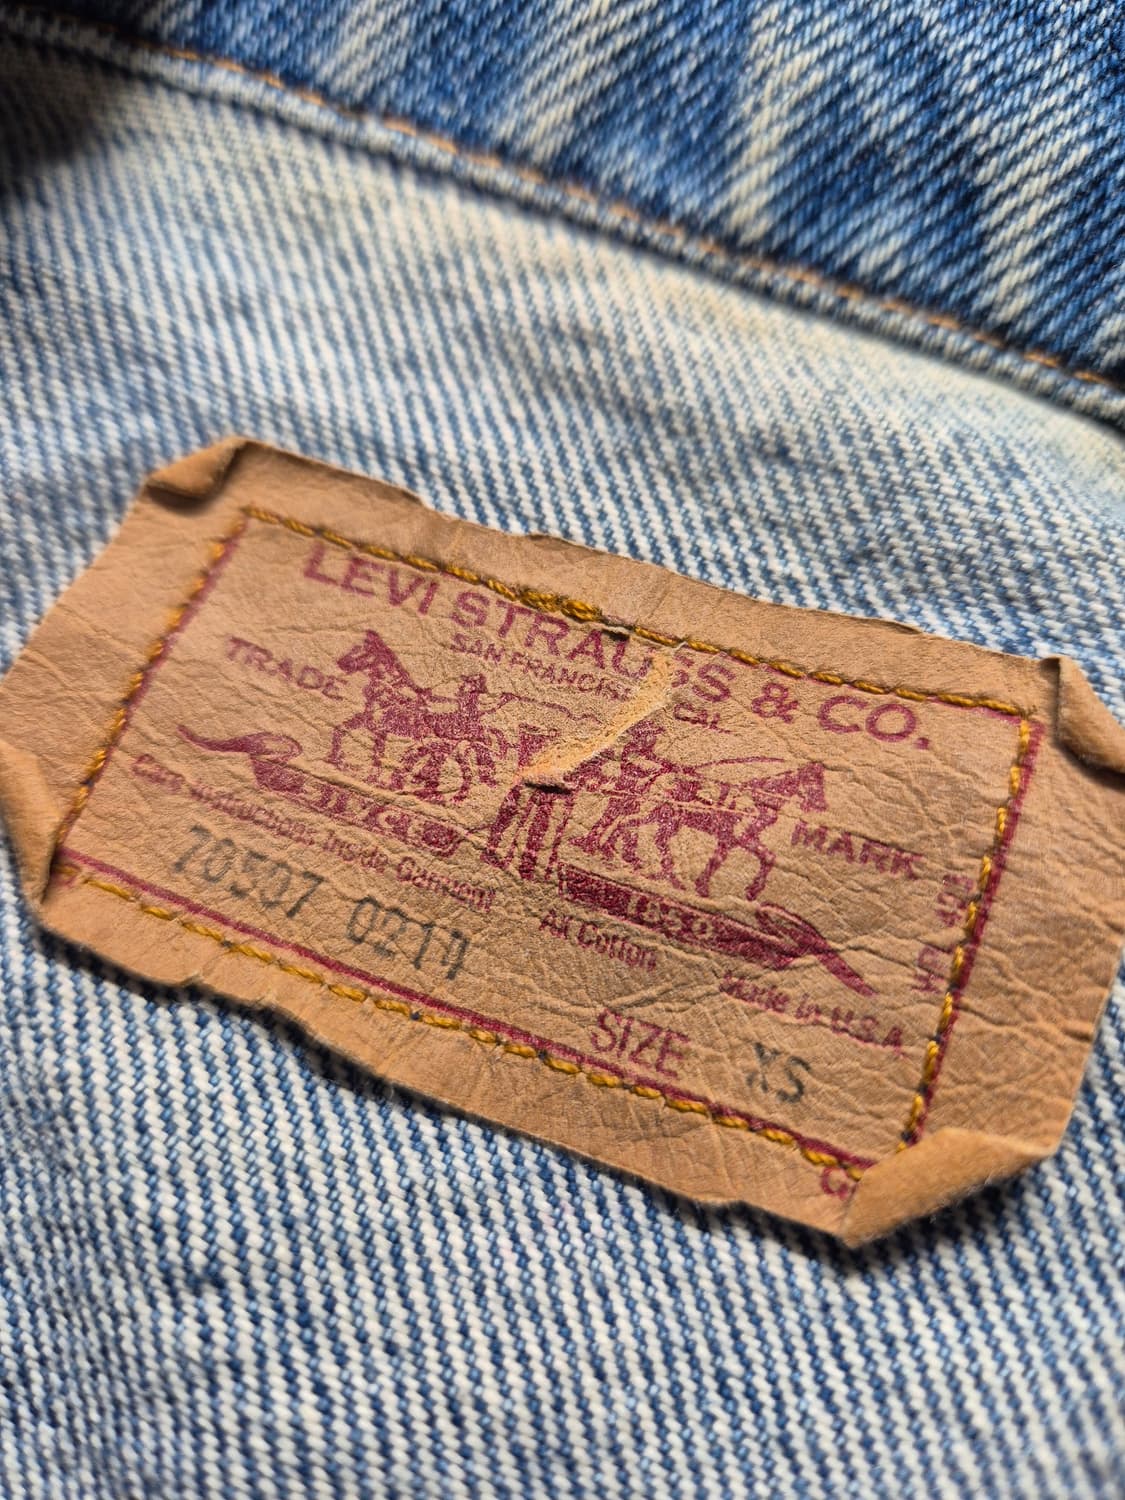 LEVI STRAUSS & CO.
SAN FRANCISCO CAL.
TRADE MARK
Care Instructions Inside Garment All Cotton Made in U.S.A.
70507 0214
SIZE XS